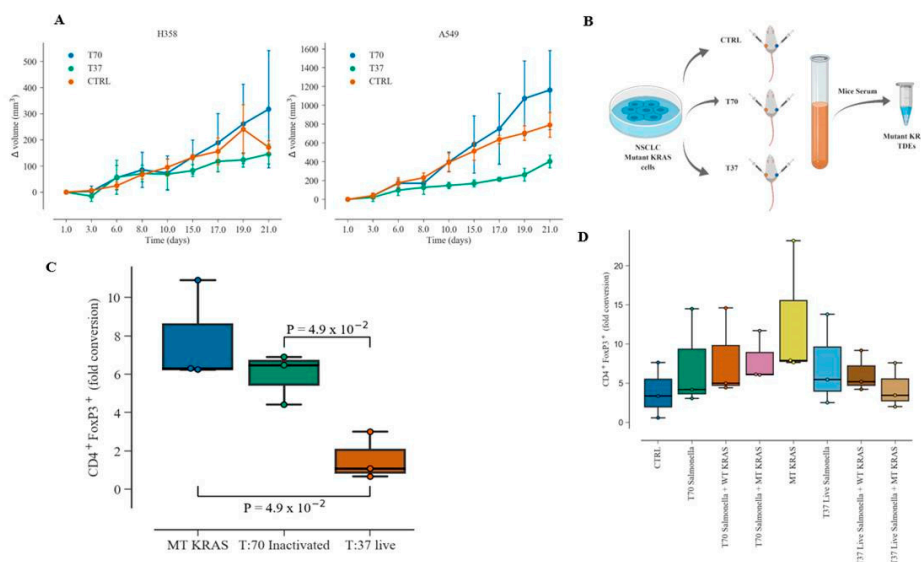 A
H358
T70
T37
CTRL
Δ volume (mm³)
500
400
300
200
100
0
1.0 3.0 6.0 8.0 10.0 15.0 17.0 19.0 21.0
Time (days)
A549
T70
T37
CTRL
Δ volume (mm³)
1600
1400
1200
1000
800
600
400
200
0
1.0 3.0 6.0 8.0 10.0 15.0 17.0 19.0 21.0
Time (days)
B
CTRL
T70
T37
NSCLC
Mutant KRAS
cells
Mice Serum
Mutant KR
TDEs
C
CD4⁺ FoxP3⁺ (fold conversion)
10
8
6
4
2
0
P = 4.9 x 10⁻²
P = 4.9 x 10⁻²
MT KRAS T:70 Inactivated T:37 live
D
CD4⁺ FoxP3⁺ (fold conversion)
20
15
10
5
0
CTRL
T70 Salmonella
T70 Salmonella + WT KRAS
T70 Salmonella + MT KRAS
MT KRAS
T37 Live Salmonella
T37 Live Salmonella + WT KRAS
T37 Live Salmonella + MT KRAS